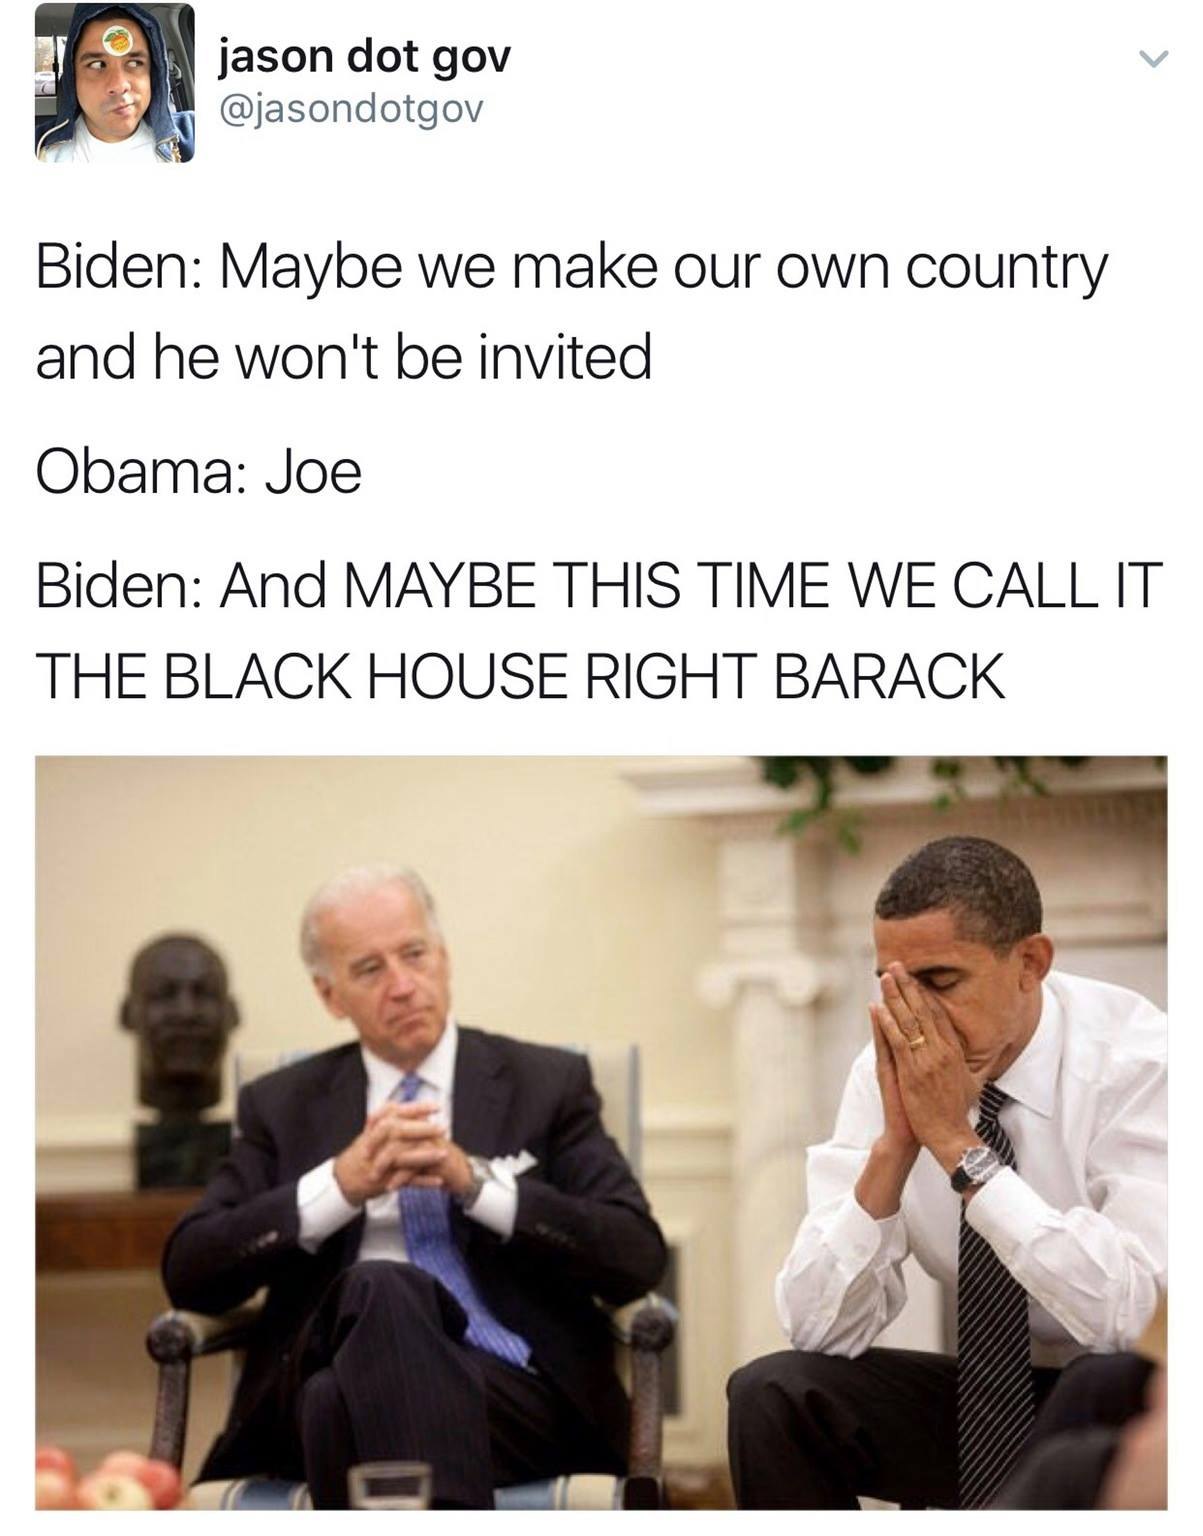 jason dot gov
@jasondotgov
Biden: Maybe we make our own country
and he won't be invited
Obama: Joe
Biden: And MAYBE THIS TIME WE CALL IT
THE BLACK HOUSE RIGHT BARACK